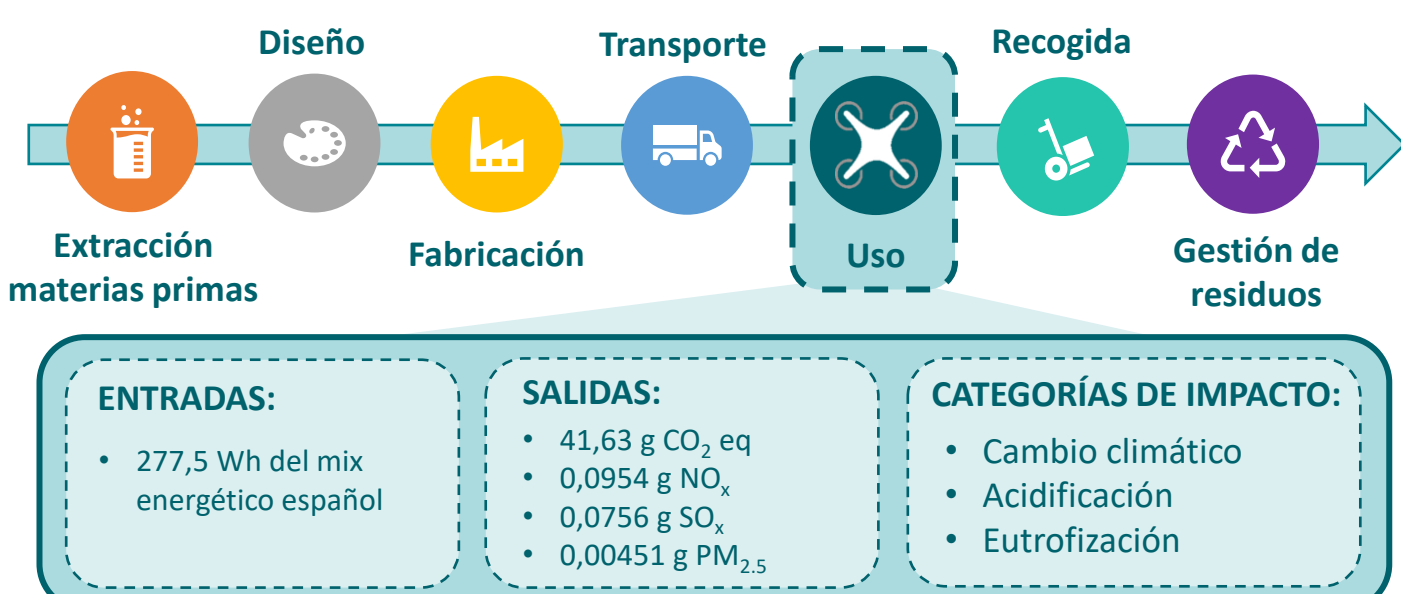 Diseño
Transporte
Recogida
Extracción
materias primas
Fabricación
Uso
Gestión de
residuos
ENTRADAS:
• 277,5 Wh del mix
energético español
SALIDAS:
• 41,63 g CO₂ eq
• 0,0954 g NOₓ
• 0,0756 g SOₓ
• 0,00451 g PM₂.₅
CATEGORÍAS DE IMPACTO:
• Cambio climático
• Acidificación
• Eutrofización